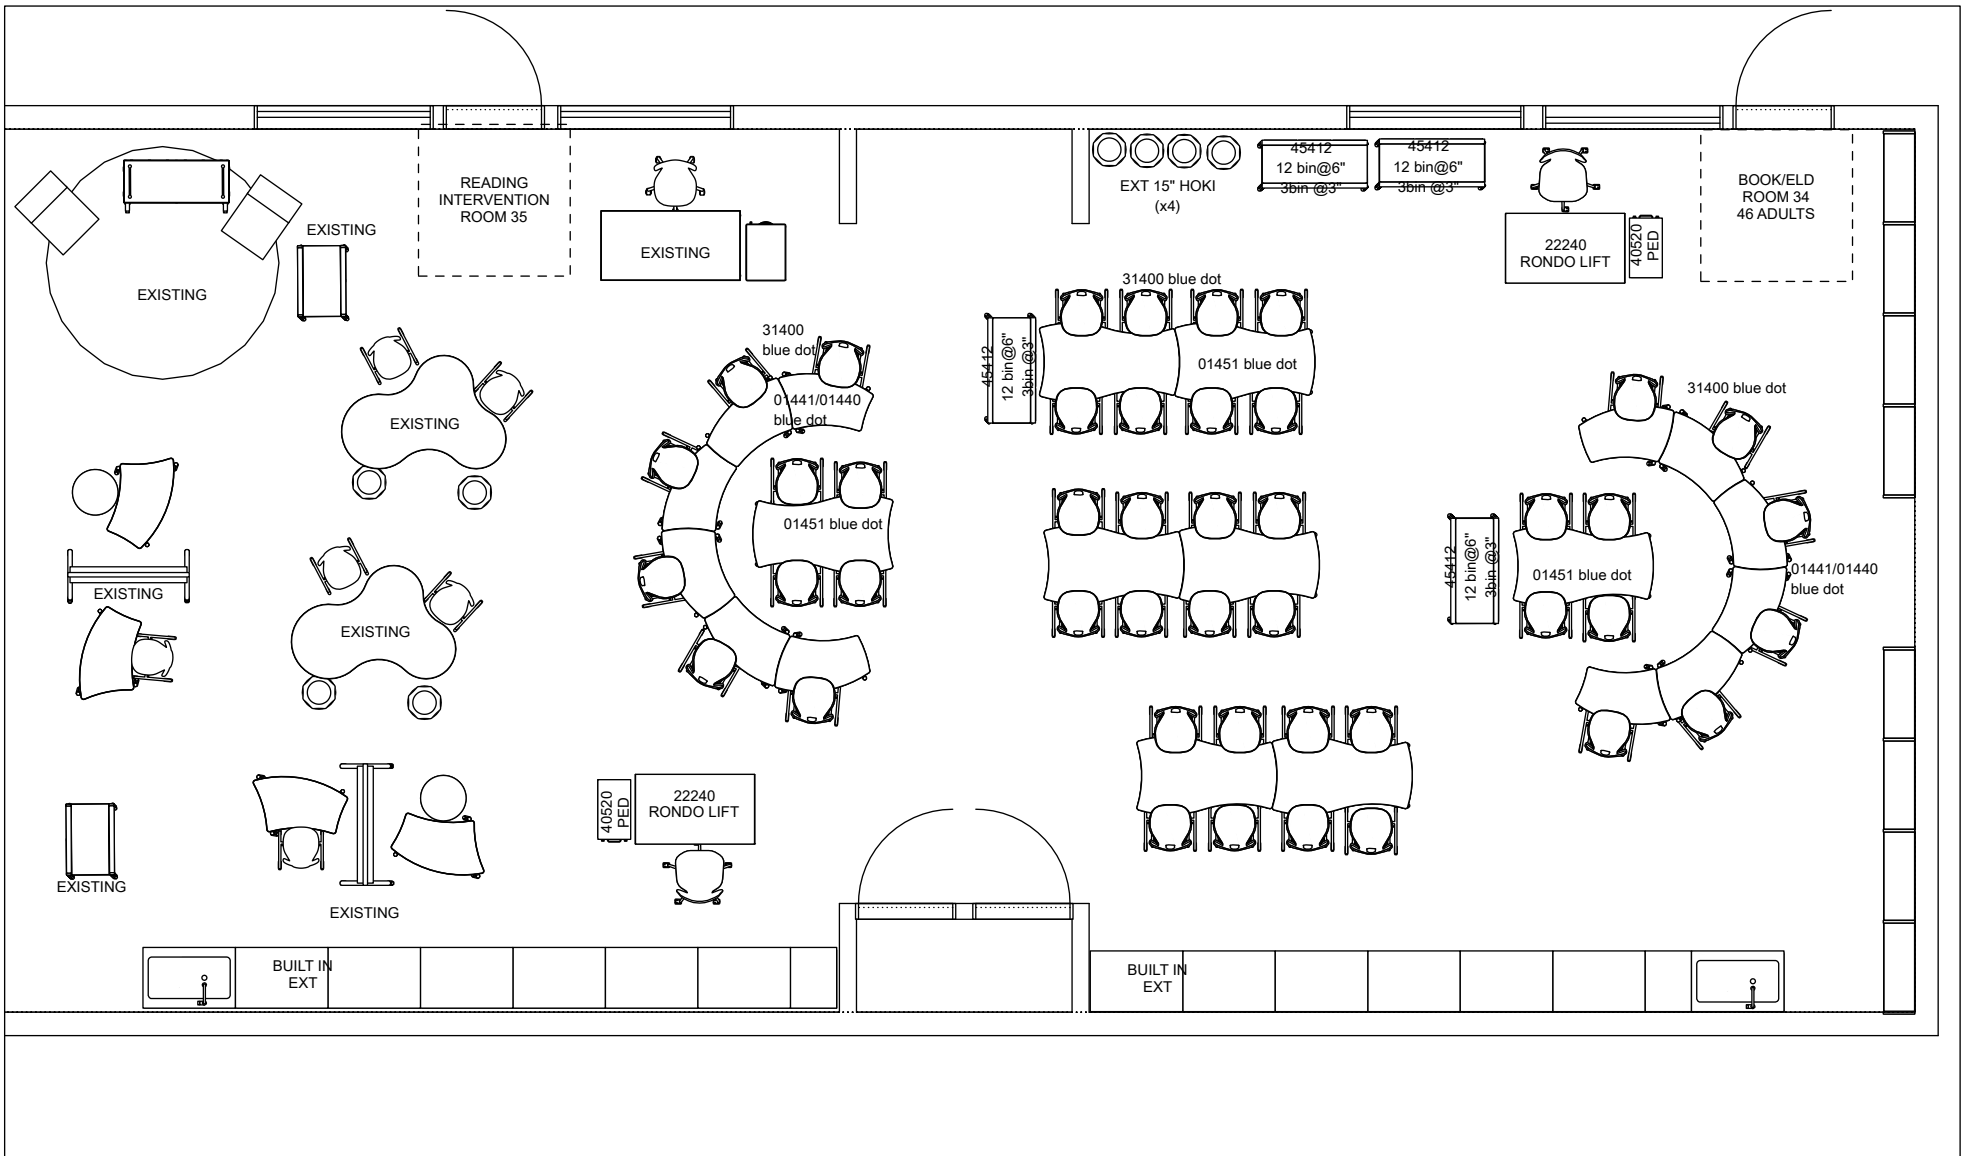 READING
INTERVENTION
ROOM 35
EXISTING
EXISTING
EXISTING
EXT 15" HOKI
(x4)
45412
12 bin@6"
3bin @3"
45412
12 bin@6"
3bin @3"
22240
RONDO LIFT
40520
PED
BOOK/ELD
ROOM 34
46 ADULTS
31400
blue dot
01441/01440
blue dot
EXISTING
01451 blue dot
45412
12 bin@6"
3bin @3"
31400 blue dot
01451 blue dot
31400 blue dot
45412
12 bin@6"
3bin @3"
01451 blue dot
01441/01440
blue dot
EXISTING
EXISTING
EXISTING
EXISTING
40520
PED
22240
RONDO LIFT
BUILT IN
EXT
BUILT IN
EXT